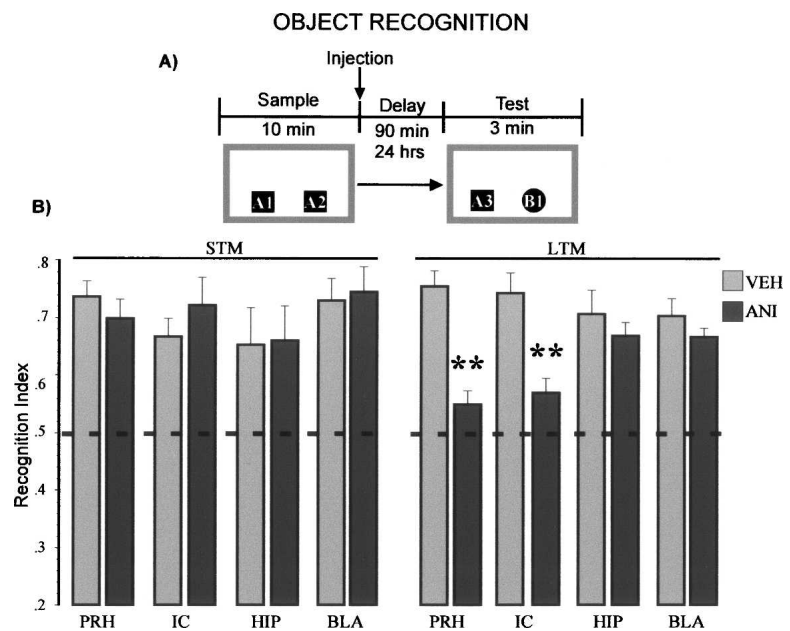 OBJECT RECOGNITION
A)
Injection
Sample Delay Test
10 min 90 min 3 min
24 hrs
A1 A2 A3 B1
B)
STM LTM
.8
.7
.6
.5
.4
.3
.2
Recognition Index
** **
VEH
ANI
PRH IC HIP BLA PRH IC HIP BLA